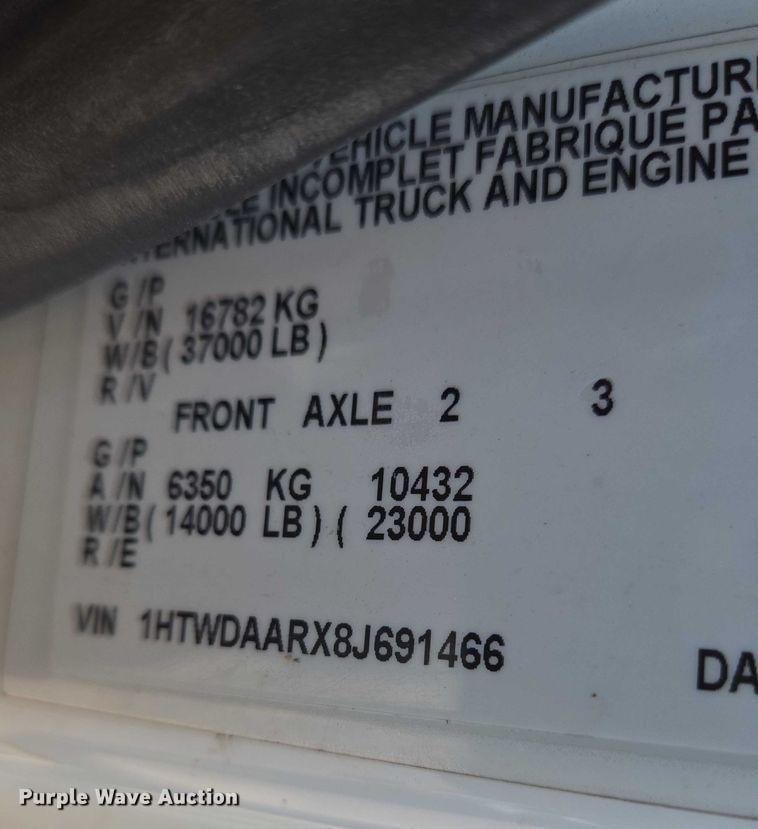 VEHICLE MANUFACTUR
INCOMPLET FABRIQUE PA
INTERNATIONAL TRUCK AND ENGINE
G/P
V/N 16782 KG
W/B ( 37000 LB )
R/V
FRONT AXLE 2 3
G/P
A/N 6350 KG 10432
W/B ( 14000 LB ) ( 23000
R/E
VIN 1HTWDAARX8J691466
DA
Purple Wave Auction